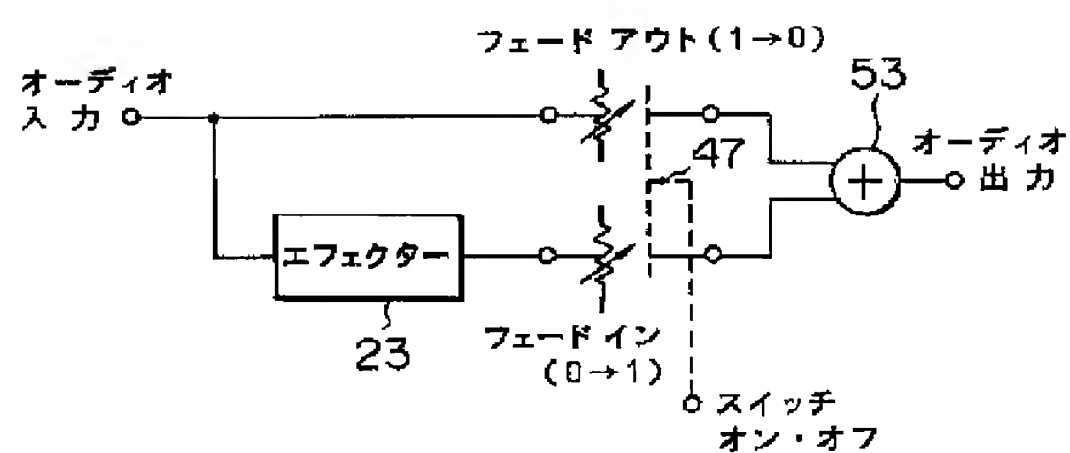 フェード アウト(1→0)
オーディオ
入力
53
47
オーディオ
出力
エフェクター
23
フェード イン
(0→1)
スイッチ
オン・オフ